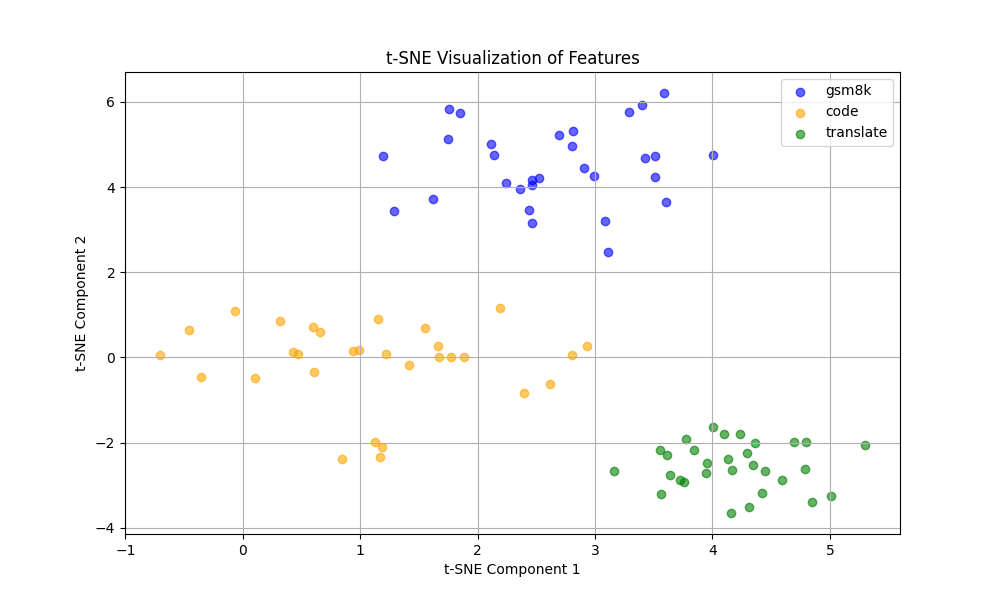 t-SNE Visualization of Features
gsm8k
code
translate
6
4
2
0
−2
−4
t-SNE Component 2
−1 0 1 2 3 4 5
t-SNE Component 1